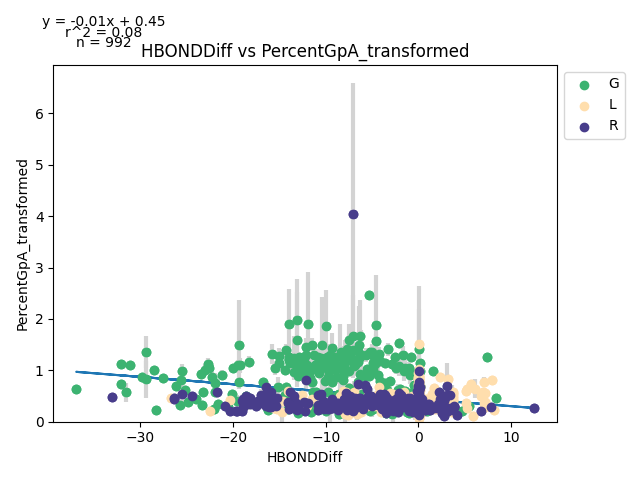 y = -0.01x + 0.45
r^2 = 0.08
n = 992
HBONDDiff vs PercentGpA_transformed
G
L
R
PercentGpA_transformed
6
5
4
3
2
1
0
−30
−20
−10
0
10
HBONDDiff